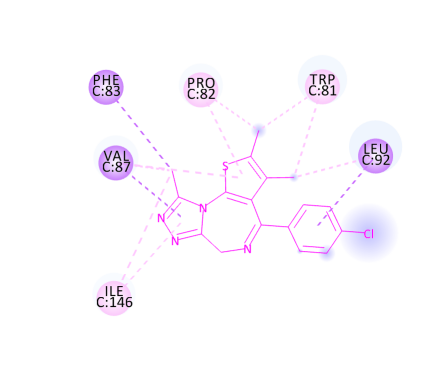 PHE
C:83
PRO
C:82
TRP
C:81
VAL
C:87
LEU
C:92
S
N
N
N
N
Cl
ILE
C:146